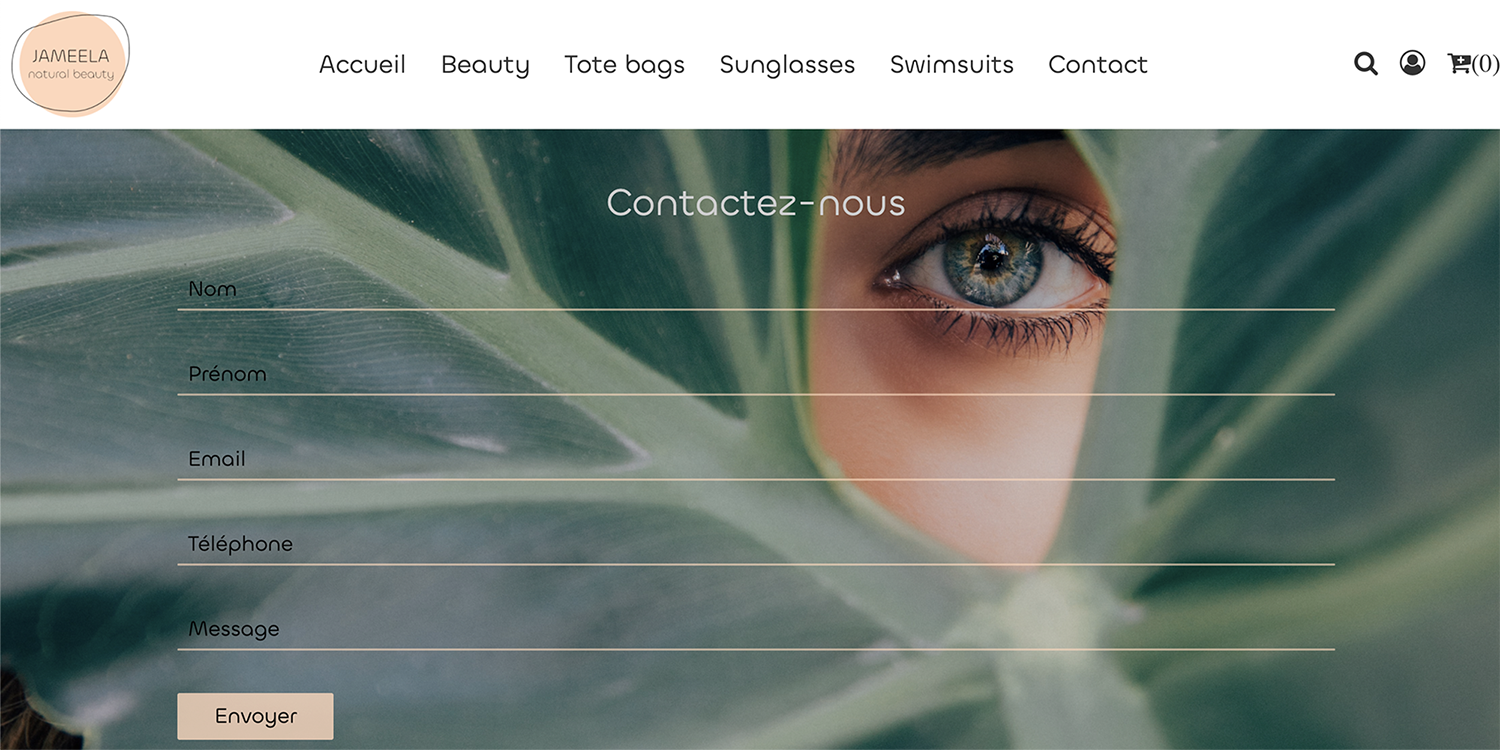 JAMEELA
natural beauty
Accueil Beauty Tote bags Sunglasses Swimsuits Contact
(0)
Contactez-nous
Nom
Prénom
Email
Téléphone
Message
Envoyer